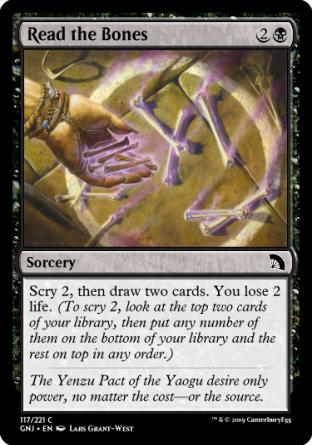 Read the Bones 2
Sorcery
Scry 2, then draw two cards. You lose 2
life. (To scry 2, look at the top two cards
of your library, then put any number of
them on the bottom of your library and the
rest on top in any order.)
The Yenzu Pact of the Yaogu desire only
power, no matter the cost—or the source.
117/221 C
GNJ • EN Lars Grant-West
™ & © 2019 CanterburyEgg